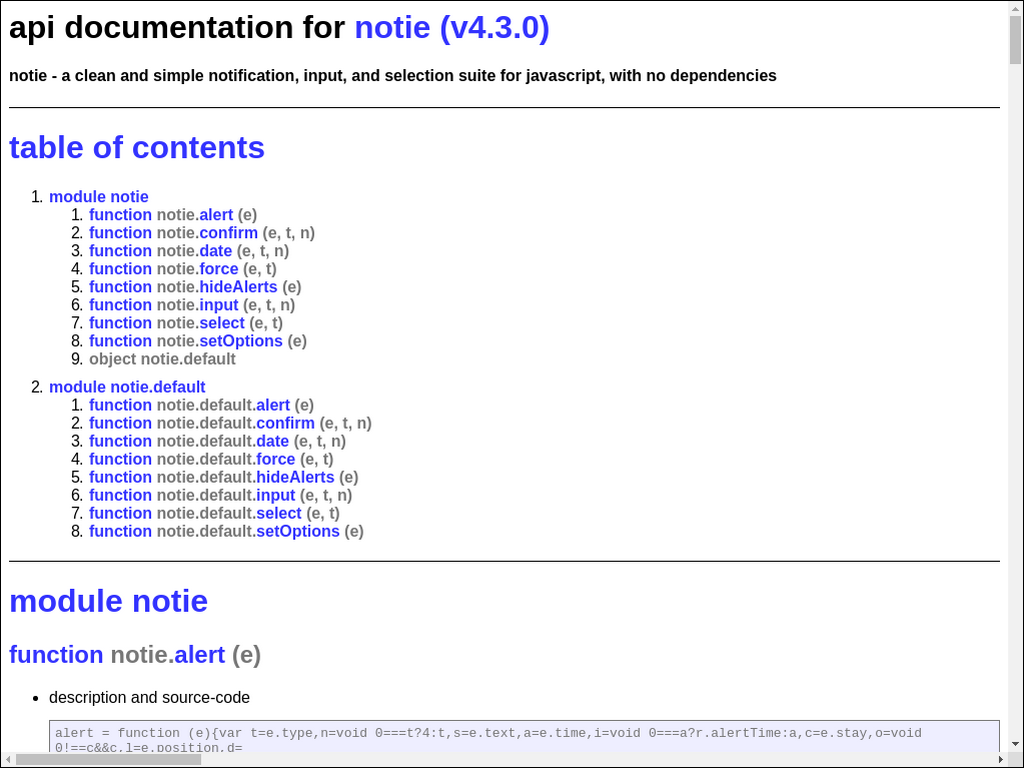 api documentation for notie (v4.3.0)
notie - a clean and simple notification, input, and selection suite for javascript, with no dependencies
table of contents
1. module notie
1. function notie.alert (e)
2. function notie.confirm (e, t, n)
3. function notie.date (e, t, n)
4. function notie.force (e, t)
5. function notie.hideAlerts (e)
6. function notie.input (e, t, n)
7. function notie.select (e, t)
8. function notie.setOptions (e)
9. object notie.default
2. module notie.default
1. function notie.default.alert (e)
2. function notie.default.confirm (e, t, n)
3. function notie.default.date (e, t, n)
4. function notie.default.force (e, t)
5. function notie.default.hideAlerts (e)
6. function notie.default.input (e, t, n)
7. function notie.default.select (e, t)
8. function notie.default.setOptions (e)
module notie
function notie.alert (e)
• description and source-code
alert = function (e){var t=e.type,n=void 0===t?4:t,s=e.text,a=e.time,i=void 0===a?r.alertTime:a,c=e.stay,o=void
0!==c&&c,l=e.position,d=